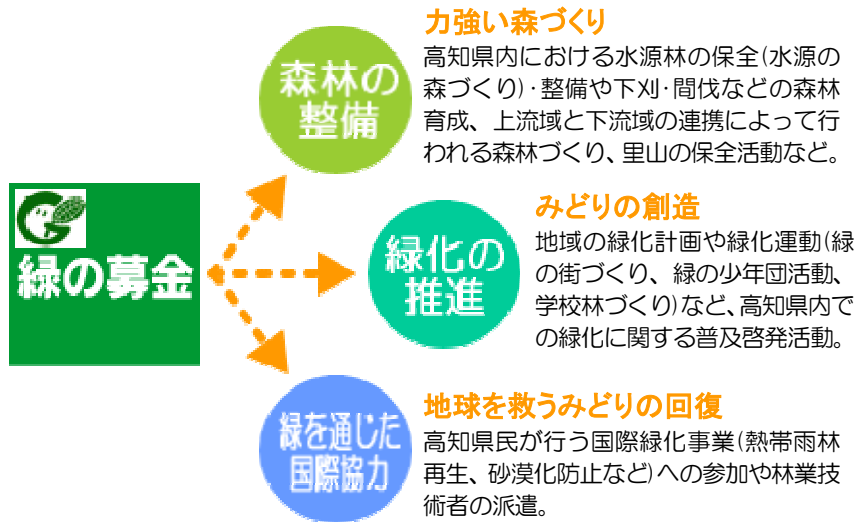 緑の募金
森林の
整備
力強い森づくり
高知県内における水源林の保全(水源の
森づくり)・整備や下刈・間伐などの森林
育成、上流域と下流域の連携によって行
われる森林づくり、里山の保全活動など。
緑化の
推進
みどりの創造
地域の緑化計画や緑化運動(緑
の街づくり、緑の少年団活動、
学校林づくり)など、高知県内で
の緑化に関する普及啓発活動。
緑を通じた
国際協力
地球を救うみどりの回復
高知県民が行う国際緑化事業(熱帯雨林
再生、砂漠化防止など)への参加や林業技
術者の派遣。